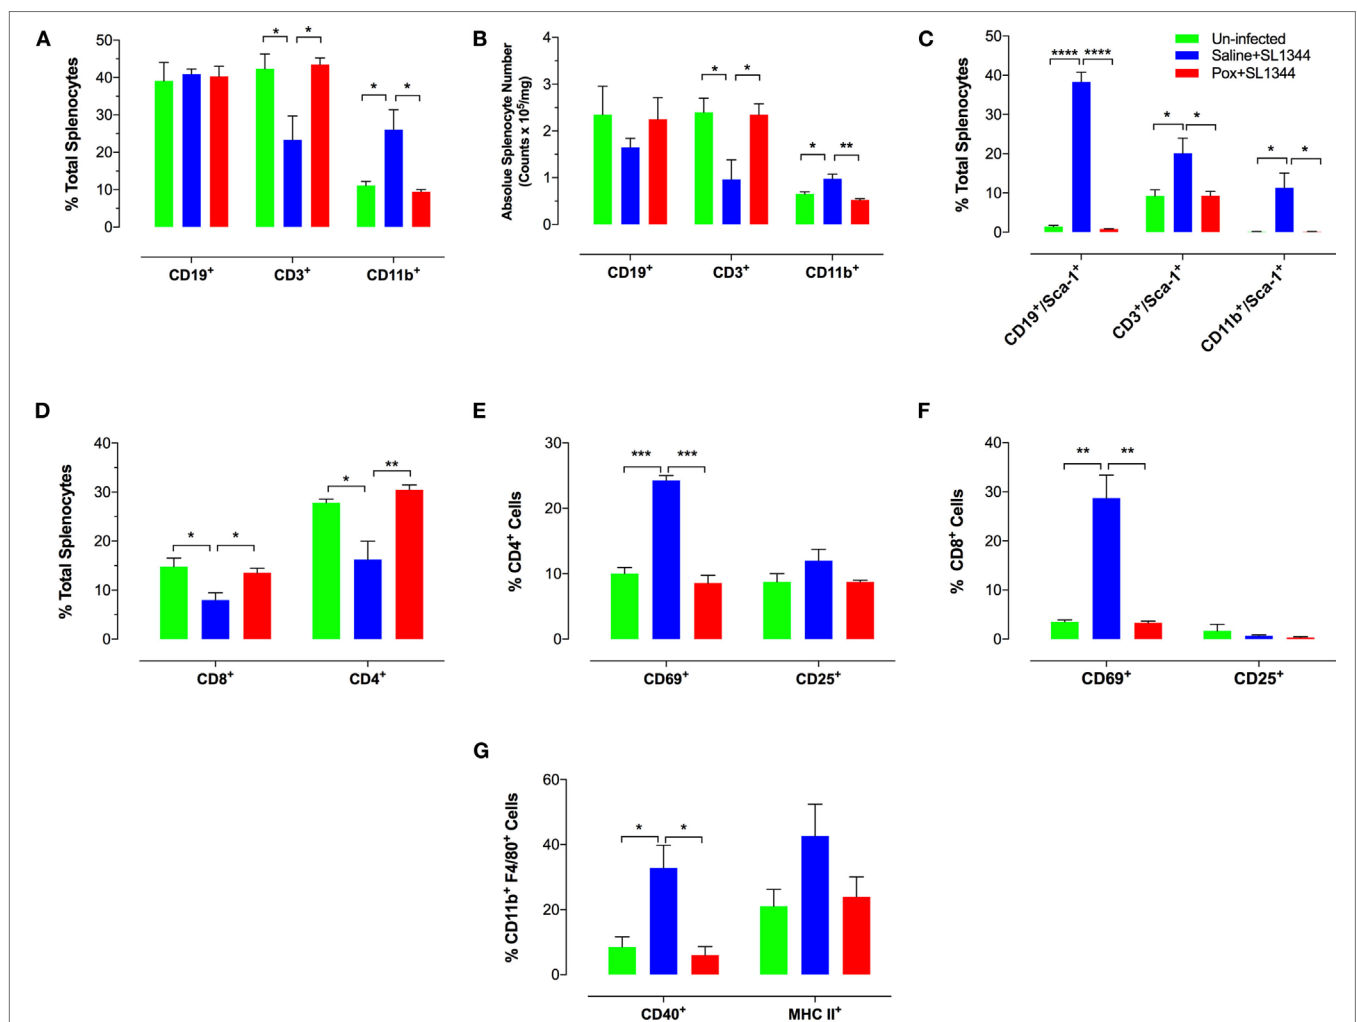 A
% Total Splenocytes
50
40
30
20
10
0
* *
* *
CD19⁺ CD3⁺ CD11b⁺
B
Absolue Splenocyte Number
(Counts x 10⁵/mg)
4
3
2
1
0
* *
* **
CD19⁺ CD3⁺ CD11b⁺
C
% Total Splenocytes
50
40
30
20
10
0
**** ****
* *
* *
CD19⁺/Sca-1⁺
CD3⁺/Sca-1⁺
CD11b⁺/Sca-1⁺
Un-infected
Saline+SL1344
Pox+SL1344
D
% Total Splenocytes
40
30
20
10
0
* *
* **
CD8⁺ CD4⁺
E
% CD4⁺ Cells
30
20
10
0
*** ***
CD69⁺ CD25⁺
F
% CD8⁺ Cells
40
30
20
10
0
** **
CD69⁺ CD25⁺
G
% CD11b⁺ F4/80⁺ Cells
60
40
20
0
* *
CD40⁺ MHC II⁺